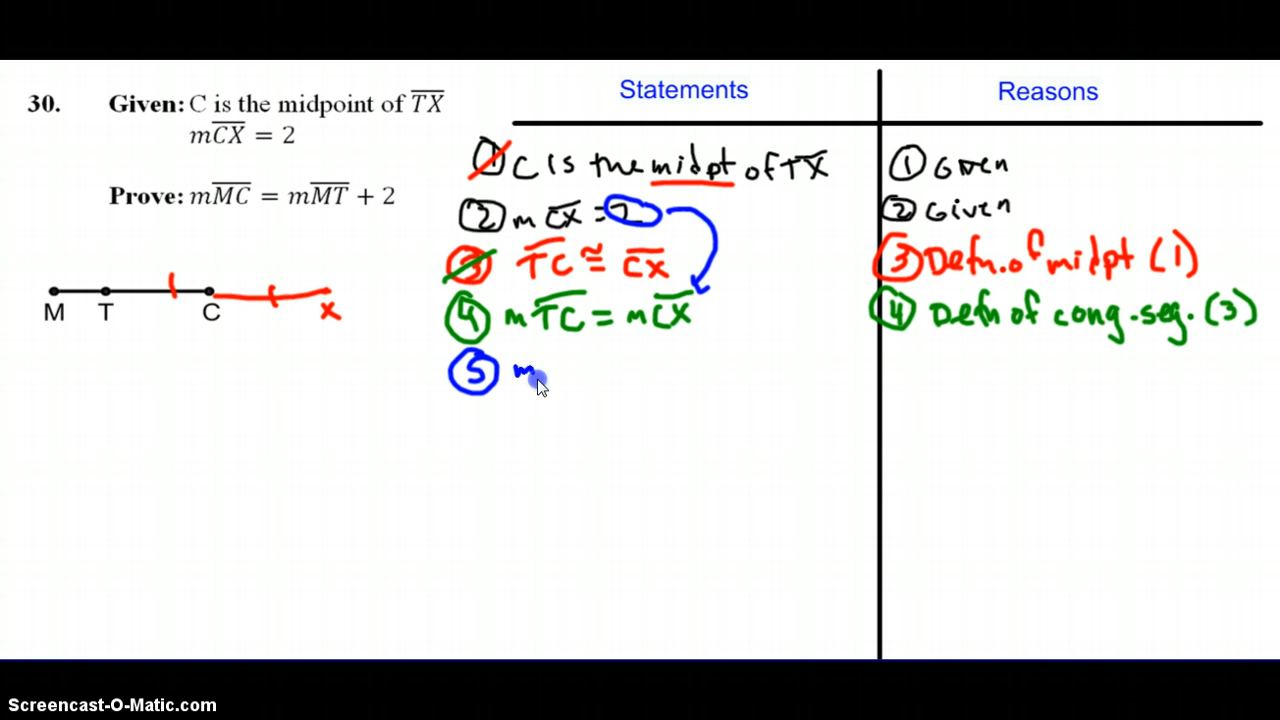 30. Given: C is the midpoint of TX
mCX = 2
Prove: mMC = mMT + 2
M T C X
Statements
① C is the midpt of TX
② m CX = 2
③ TC ≅ CX
④ mTC = mCX
⑤ m
Reasons
① Given
② Given
③ Defn. of midpt (1)
④ Defn of cong. seg. (3)
Screencast-O-Matic.com